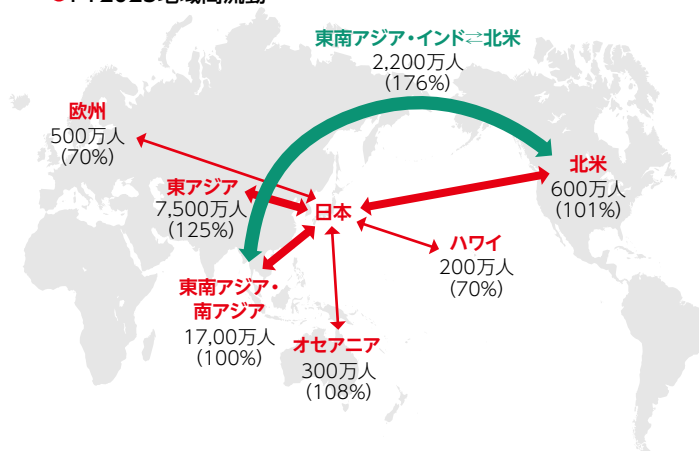 東南アジア・インド⇄北米
2,200万人
(176%)
欧州
500万人
(70%)
東アジア
7,500万人
(125%)
日本
北米
600万人
(101%)
ハワイ
200万人
(70%)
東南アジア・
南アジア
17,00万人
(100%)
オセアニア
300万人
(108%)